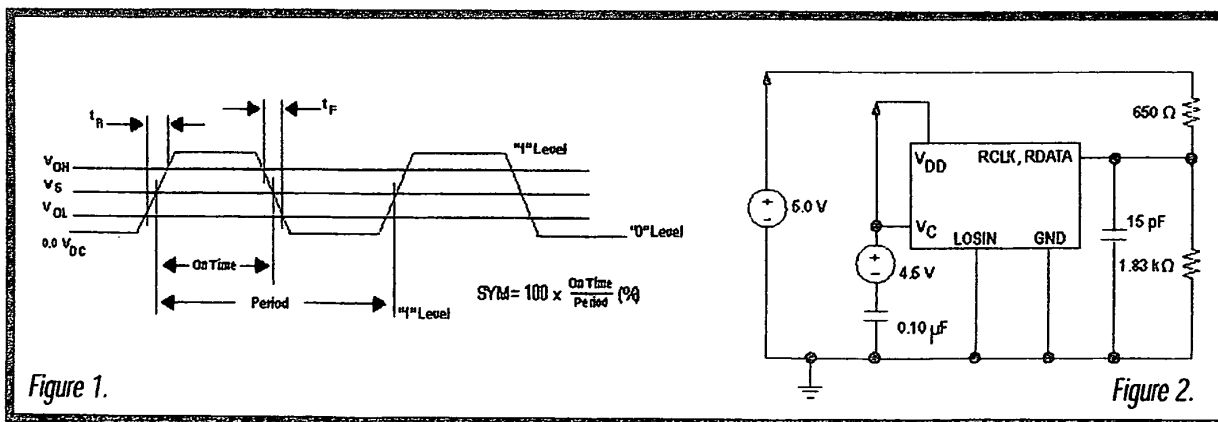 tR
tF
VOH
VS
VOL
0.0 VDC
"1" Level
"0" Level
On Time
Period
"1" Level
SYM = 100 x On Time / Period (%)
Figure 1.
650 Ω
VDD
RCLK, RDATA
5.0 V
VC
LOSIN
GND
15 pF
1.83 kΩ
4.5 V
0.10 µF
Figure 2.